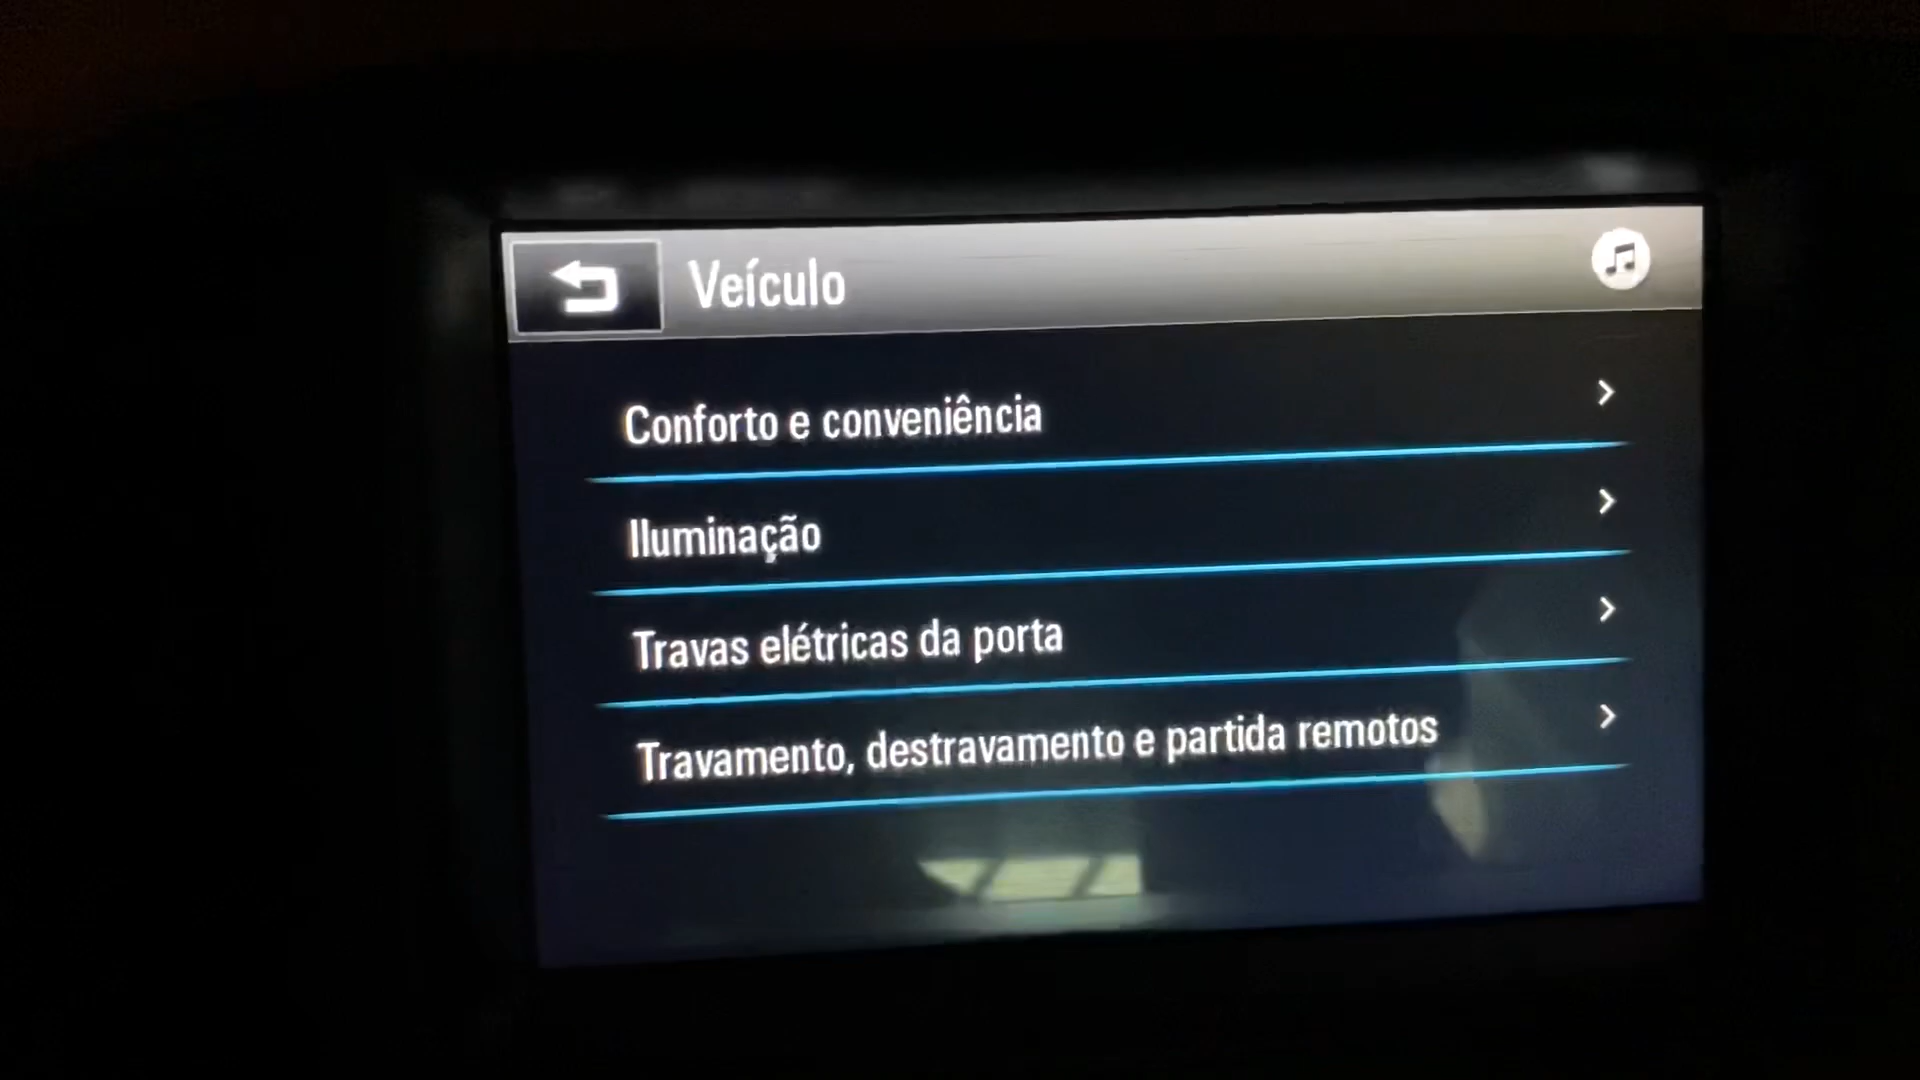 Veículo
Conforto e conveniência
Iluminação
Travas elétricas da porta
Travamento, destravamento e partida remotos